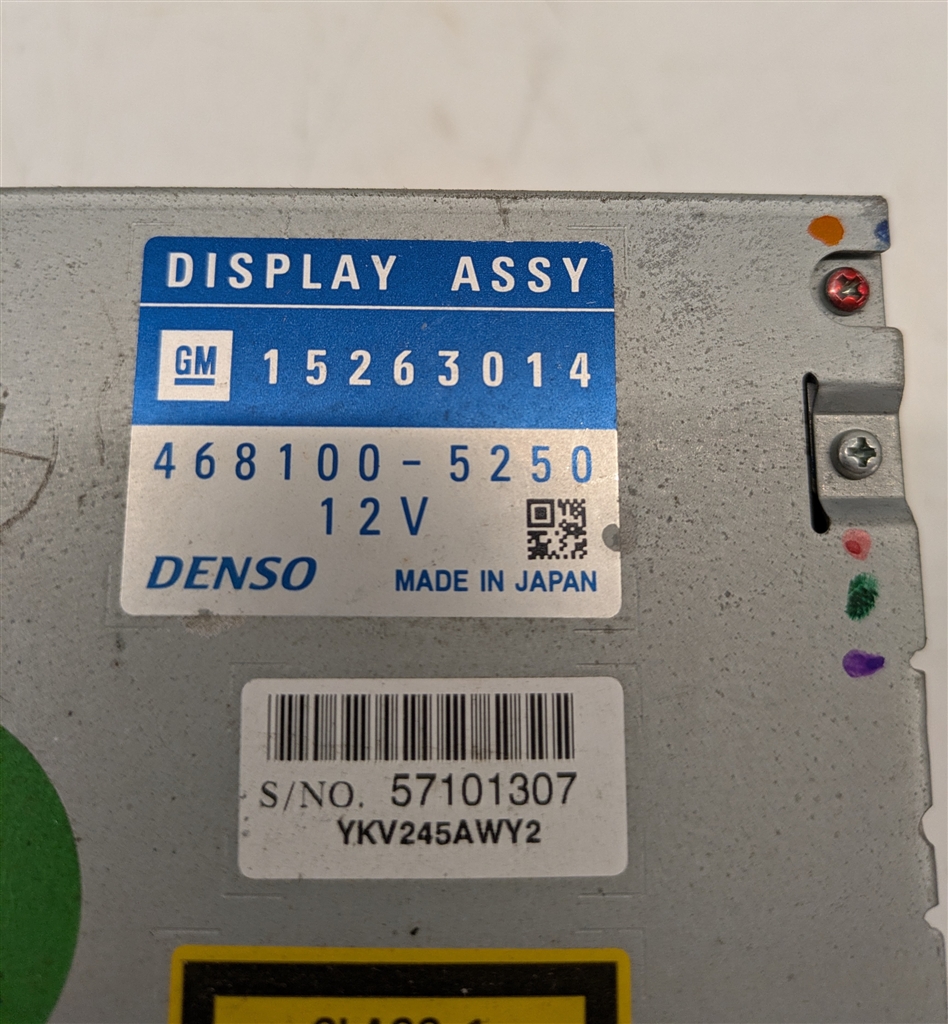 DISPLAY ASSY
GM 15263014
468100-5250
12V
DENSO MADE IN JAPAN
S/NO. 57101307
YKV245AWY2